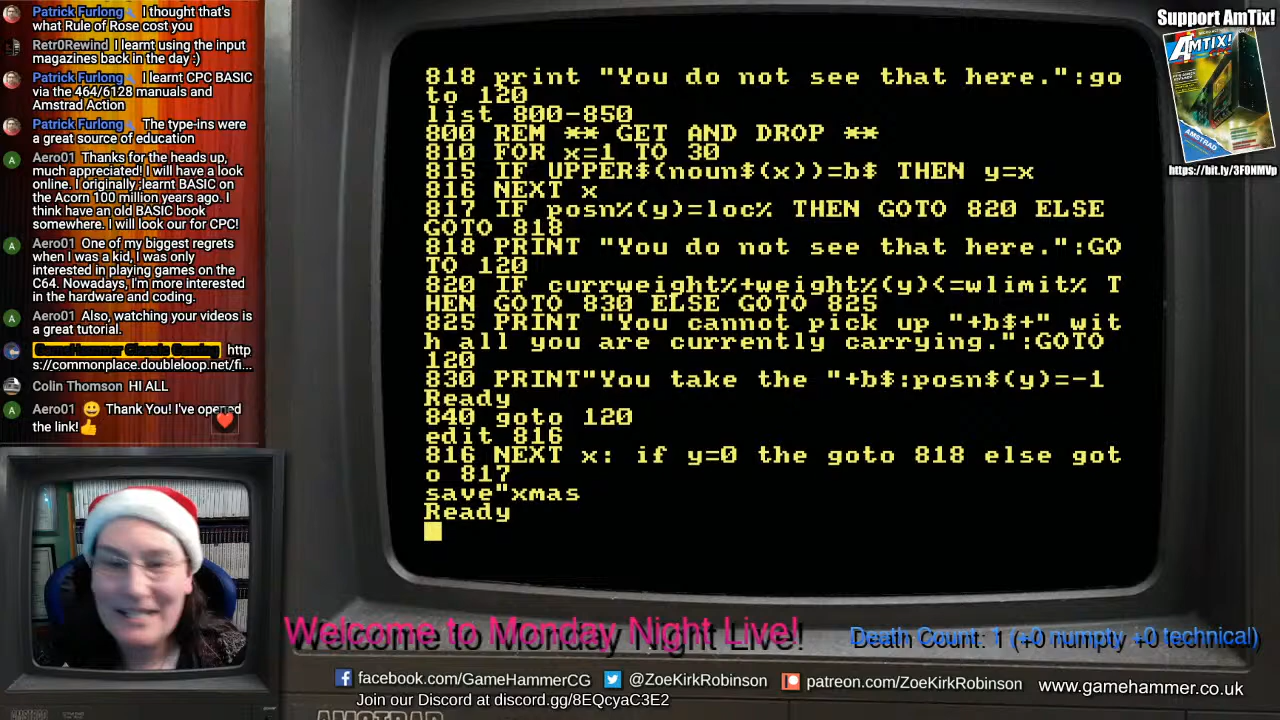 Patrick Furlong I thought that's
what Rule of Rose cost you
Retr0Rewind I learnt using the input
magazines back in the day :)
Patrick Furlong I learnt CPC BASIC
via the 464/6128 manuals and
Amstrad Action
Patrick Furlong The type-ins were
a great source of education
Aero01 Thanks for the heads up,
much appreciated! I will have a look
online. I originally ;learnt BASIC on
the Acorn 100 million years ago. I
think have an old BASIC book
somewhere. I will look our for CPC!
Aero01 One of my biggest regrets
when I was a kid, I was only
interested in playing games on the
C64. Nowadays, I'm more interested
in the hardware and coding.
Aero01 Also, watching your videos is
a great tutorial.
GameHammer Classic Gaming http
s://commonplace.doubleloop.net/fi...
Colin Thomson HI ALL
Aero01 😀 Thank You! I've opened
the link!👍
818 print "You do not see that here.":go
to 120
list 800-850
800 REM ** GET AND DROP **
810 FOR x=1 TO 30
815 IF UPPER$(noun$(x))=b$ THEN y=x
816 NEXT x
817 IF posn%(y)=loc% THEN GOTO 820 ELSE
GOTO 818
818 PRINT "You do not see that here.":GO
TO 120
820 IF currweight%+weight%(y)<=wlimit% T
HEN GOTO 830 ELSE GOTO 825
825 PRINT "You cannot pick up "+b$+" wit
h all you are currently carrying.":GOTO
120
830 PRINT"You take the "+b$:posn$(y)=-1
Ready
840 goto 120
edit 816
816 NEXT x: if y=0 the goto 818 else got
o 817
save"xmas
Ready
Support AmTix!
AMTIX!
AMSTRAD
https://bit.ly/3F0NMVp
Welcome to Monday Night Live!
Death Count: 1 (+0 numpty +0 technical)
facebook.com/GameHammerCG
@ZoeKirkRobinson
patreon.com/ZoeKirkRobinson
www.gamehammer.co.uk
Join our Discord at discord.gg/8EQcyaC3E2
AMSTRAD